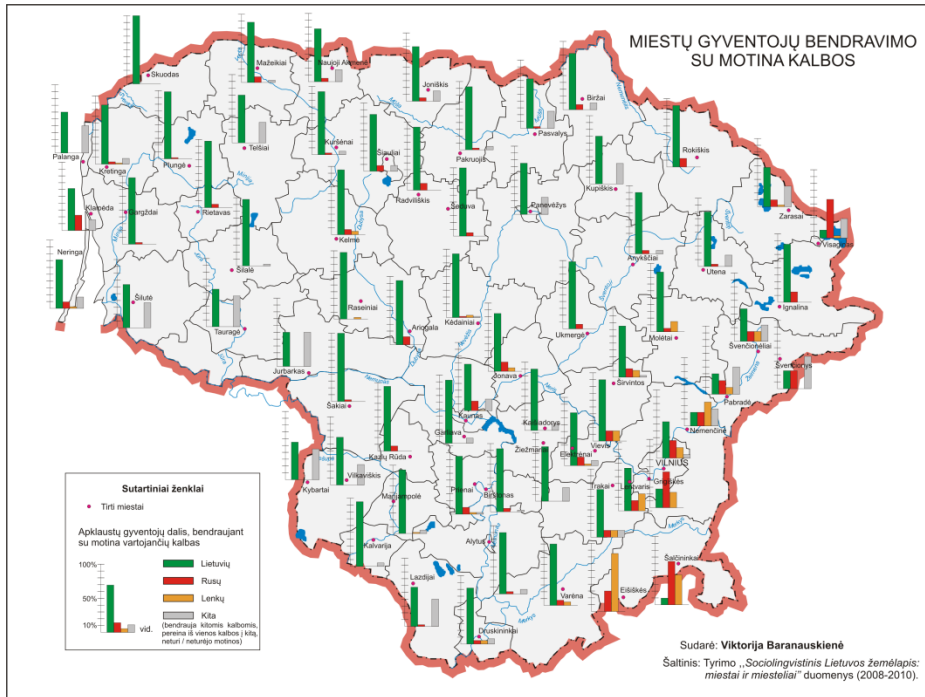 MIESTŲ GYVENTOJŲ BENDRAVIMO
SU MOTINA KALBOS
Skuodas
Mažeikiai
Naujoji Akmenė
Joniškis
Biržai
Pasvalys
Palanga
Kretinga
Plungė
Telšiai
Kuršėnai
Šiauliai
Pakruojis
Rokiškis
Kupiškis
Radviliškis
Šeduva
Panevėžys
Zarasai
Visaginas
Klaipėda
Gargždai
Rietavas
Kelmė
Anykščiai
Utena
Neringa
Šilalė
Ignalina
Šilutė
Tauragė
Raseiniai
Ariogala
Kėdainiai
Ukmergė
Molėtai
Švenčionėliai
Švenčionys
Jurbarkas
Šakiai
Jonava
Širvintos
Pabradė
Kaunas
Garliava
Kaišiadorys
Nemenčinė
Kazlų Rūda
Žiežmariai
Elektrėnai
Vievis
VILNIUS
Kybartai
Vilkaviškis
Marijampolė
Prienai
Birštonas
Trakai
Lentvaris
Grigiškės
Kalvarija
Alytus
Šalčininkai
Lazdijai
Varėna
Eišiškės
Druskininkai
Sutartiniai ženklai
Tirti miestai
Apklaustų gyventojų dalis, bendraujant
su motina vartojančių kalbas
100%
50%
10%
vid.
Lietuvių
Rusų
Lenkų
Kita
(bendrauja kitomis kalbomis,
pereina iš vienos kalbos į kitą,
neturi / neturėjo motinos)
Sudarė: Viktorija Baranauskienė
Šaltinis: Tyrimo ,,Sociolingvistinis Lietuvos žemėlapis:
miestai ir miesteliai" duomenys (2008-2010).